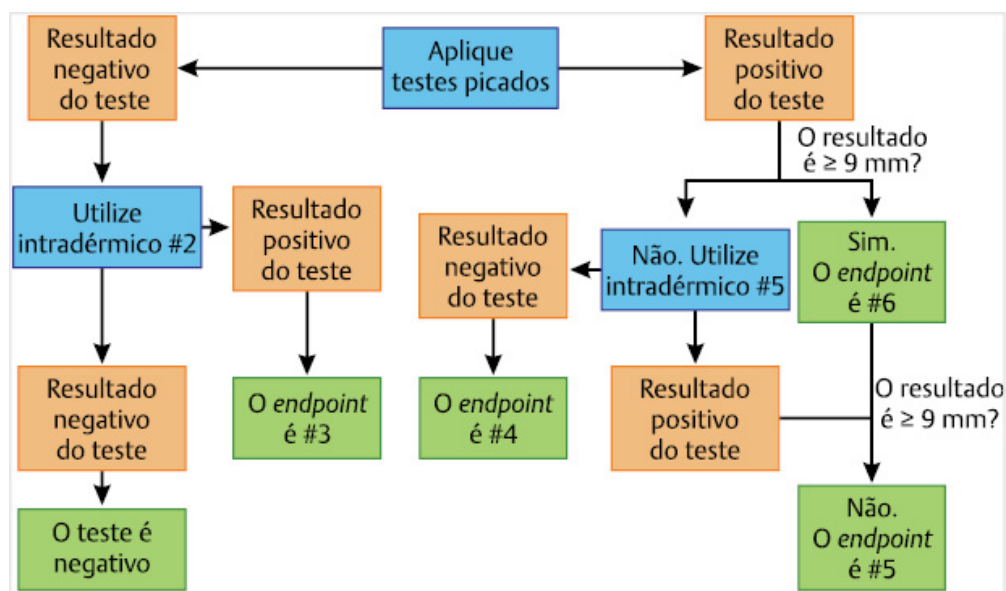 Resultado
negativo
do teste
Aplique
testes picados
Resultado
positivo
do teste
O resultado
é ≥ 9 mm?
Utilize
intradérmico #2
Resultado
positivo
do teste
Resultado
negativo
do teste
Não. Utilize
intradérmico #5
Sim.
O endpoint
é #6
Resultado
negativo
do teste
O endpoint
é #3
O endpoint
é #4
Resultado
positivo
do teste
O resultado
é ≥ 9 mm?
O teste é
negativo
Não.
O endpoint
é #5